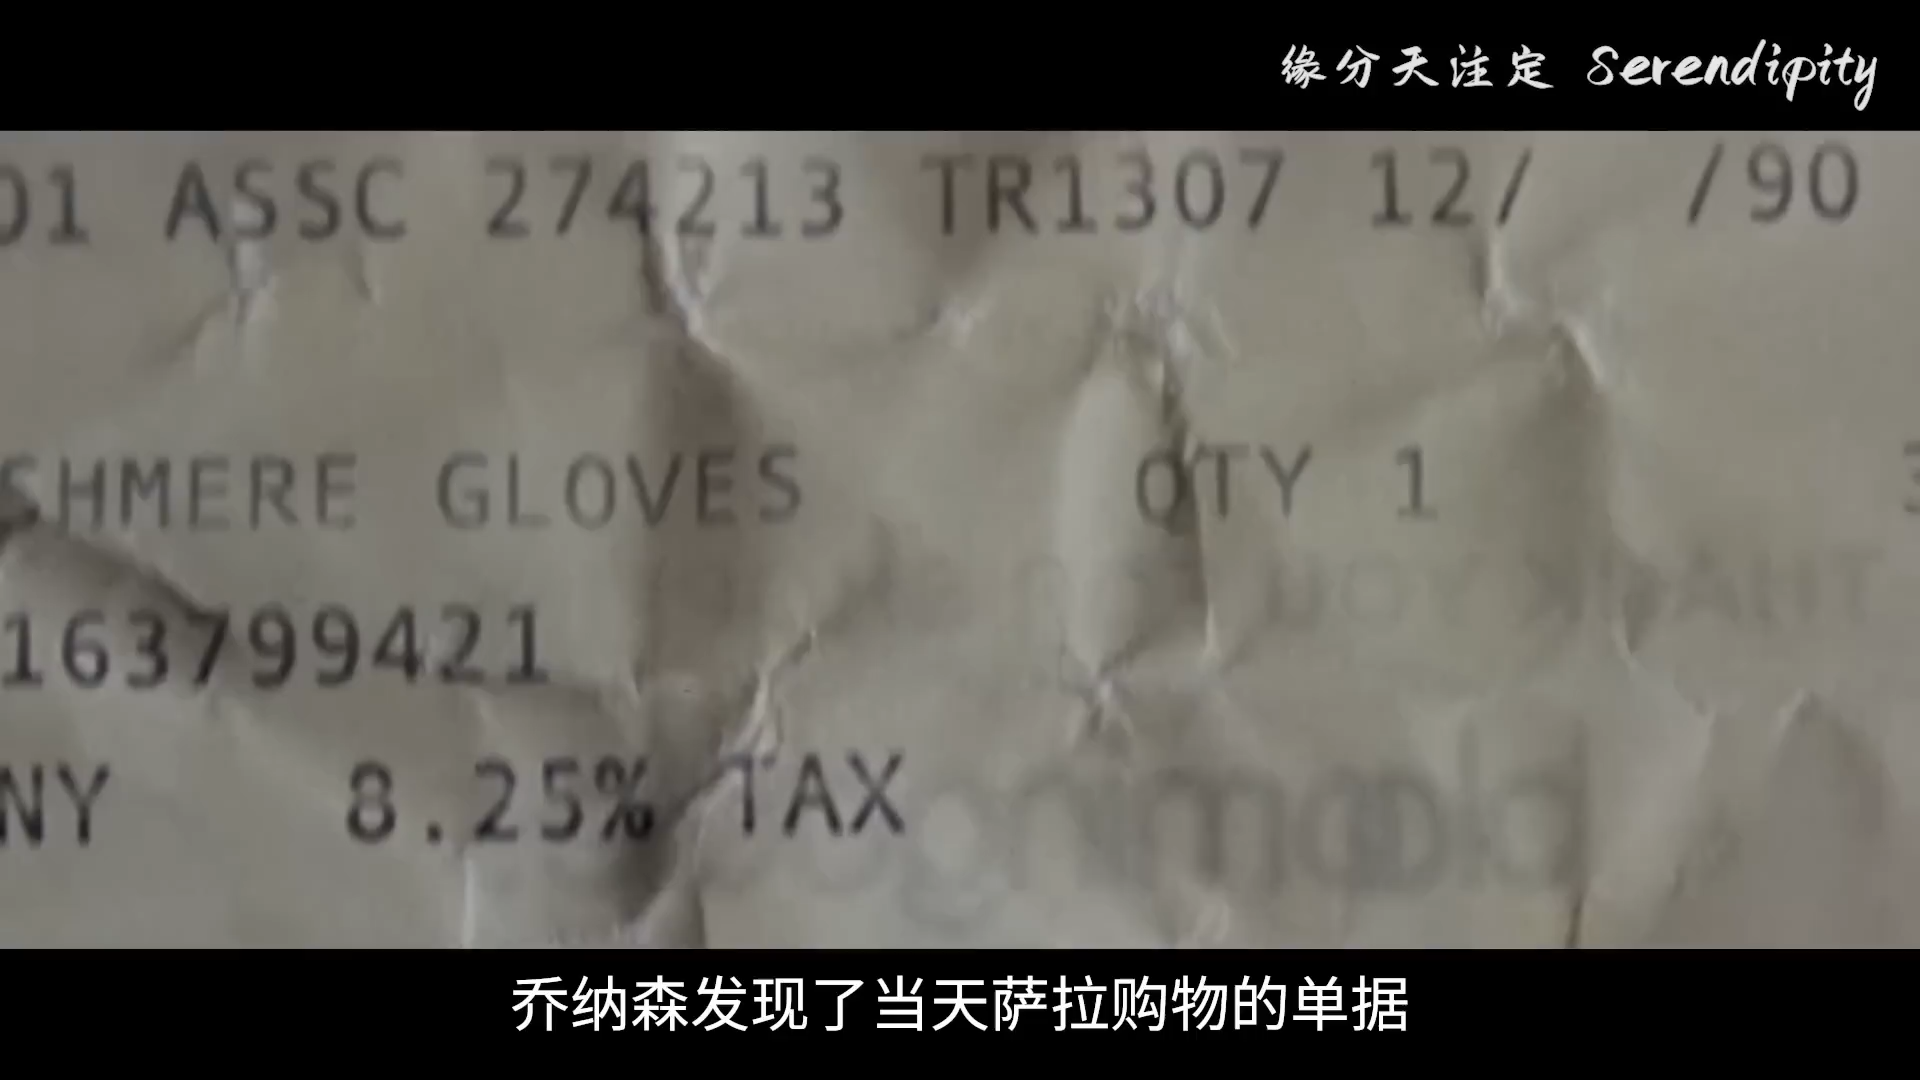 缘分天注定 Serendipity
01 ASSC 274213 TR1307 12/ /90
SHMERE GLOVES QTY 1 3
163799421
NY 8.25% TAX
乔纳森发现了当天萨拉购物的单据